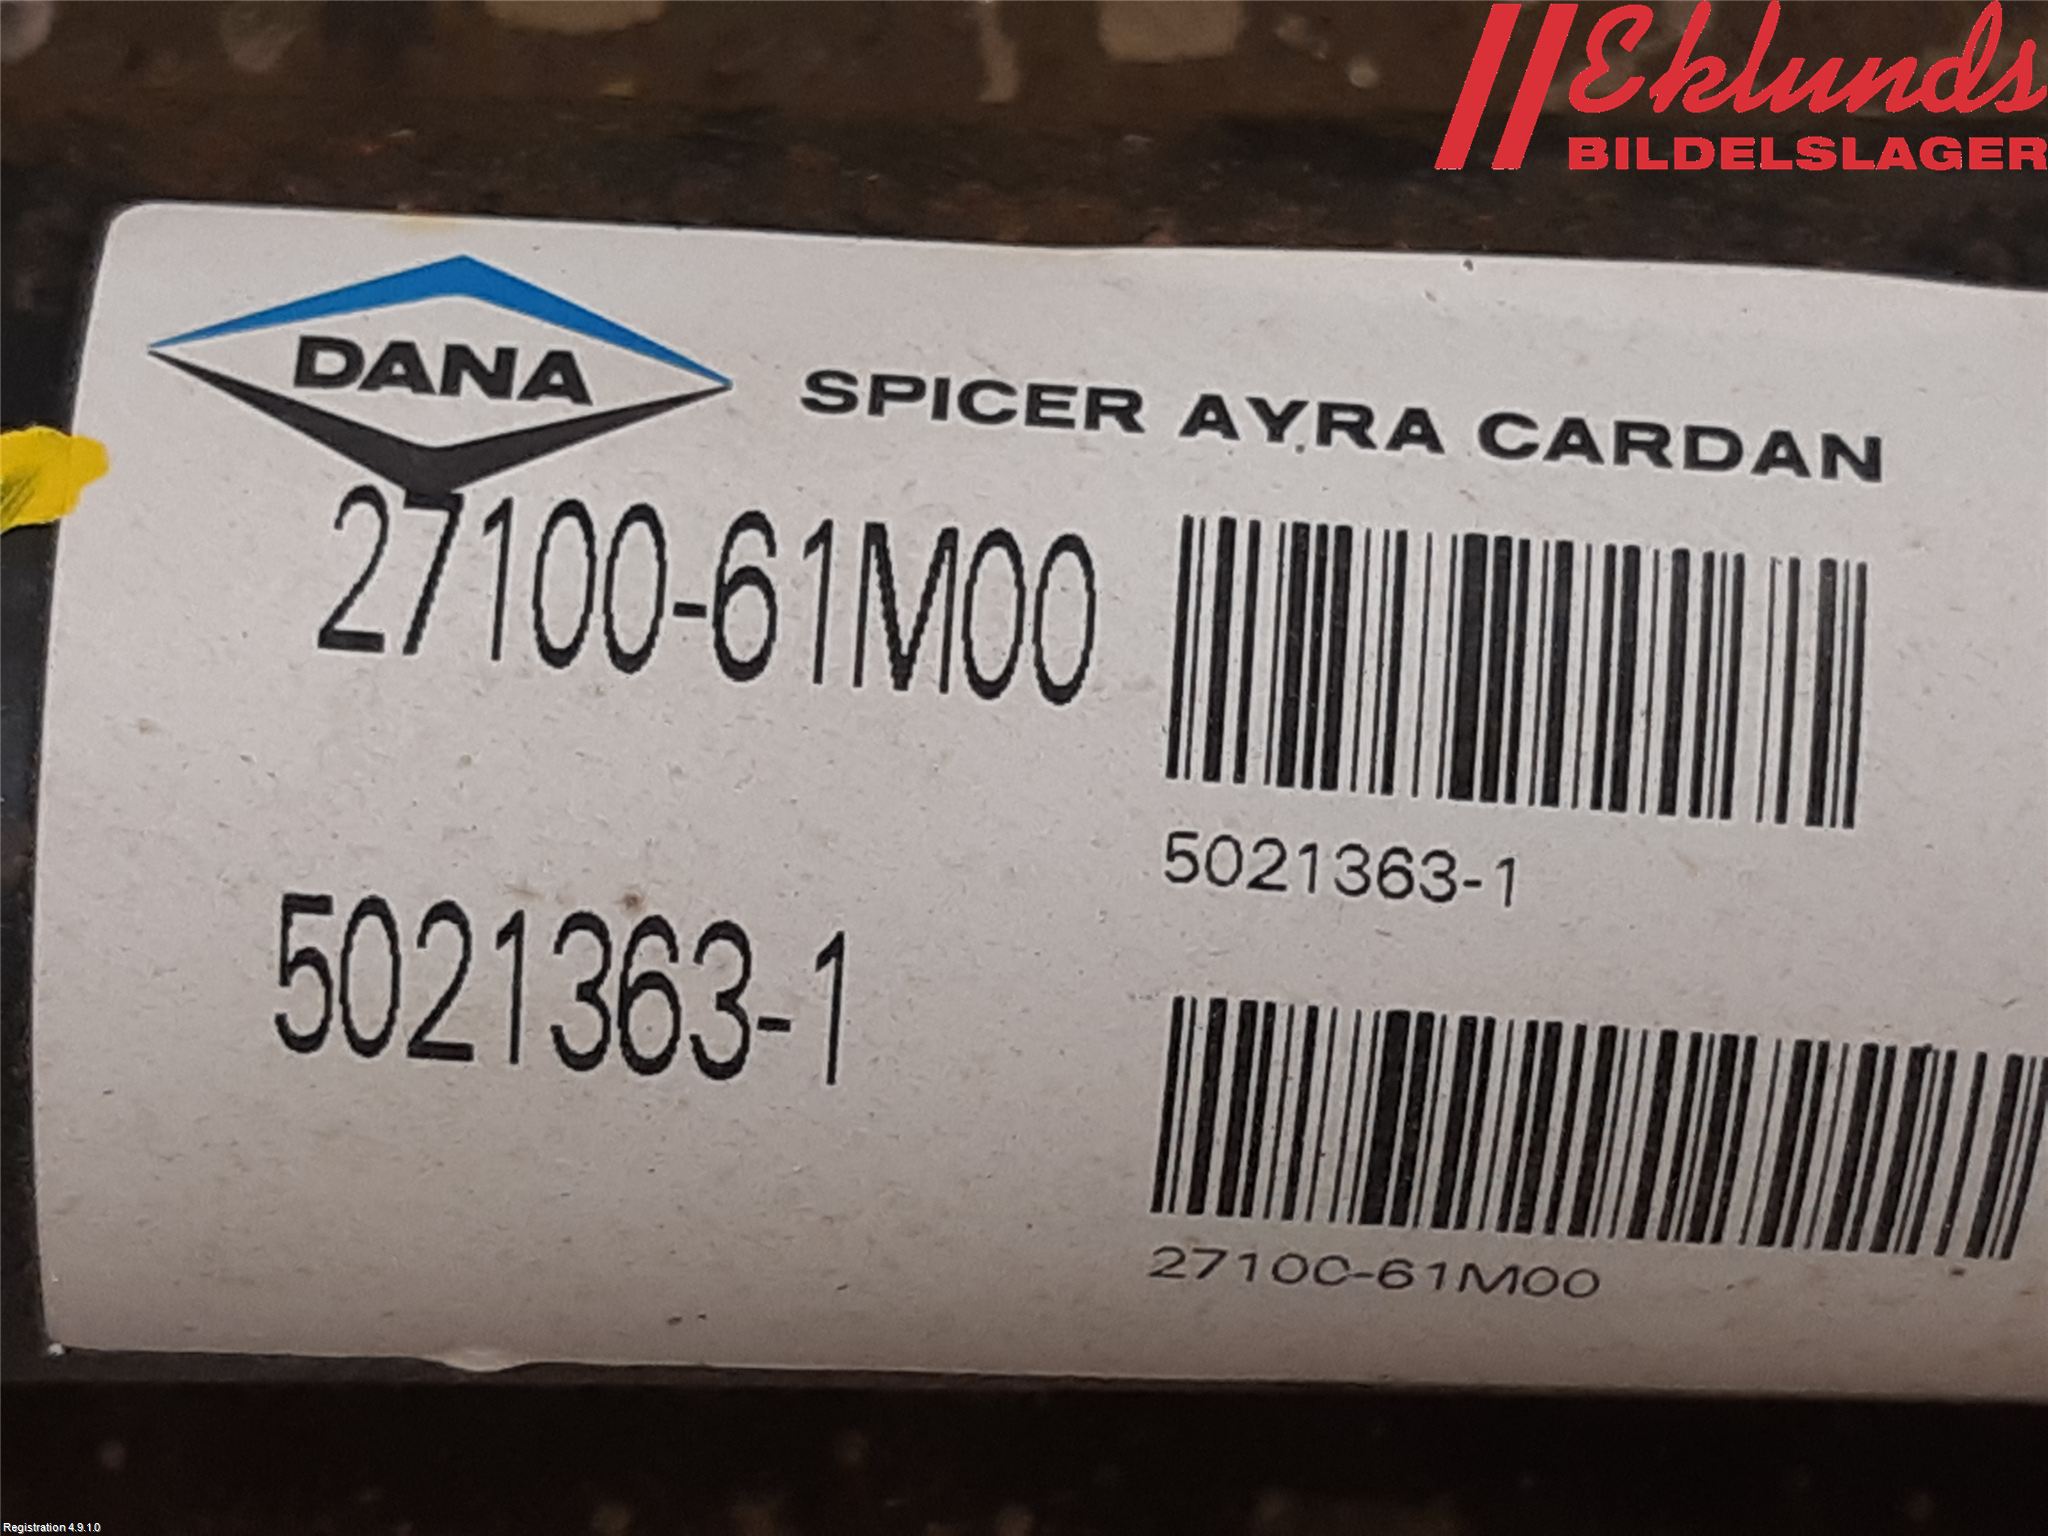 Eklunds
BILDELSLAGER
DANA
SPICER AYRA CARDAN
27100-61M00
5021363-1
5021363-1
27100-61M00
Registration 4.9.1.0